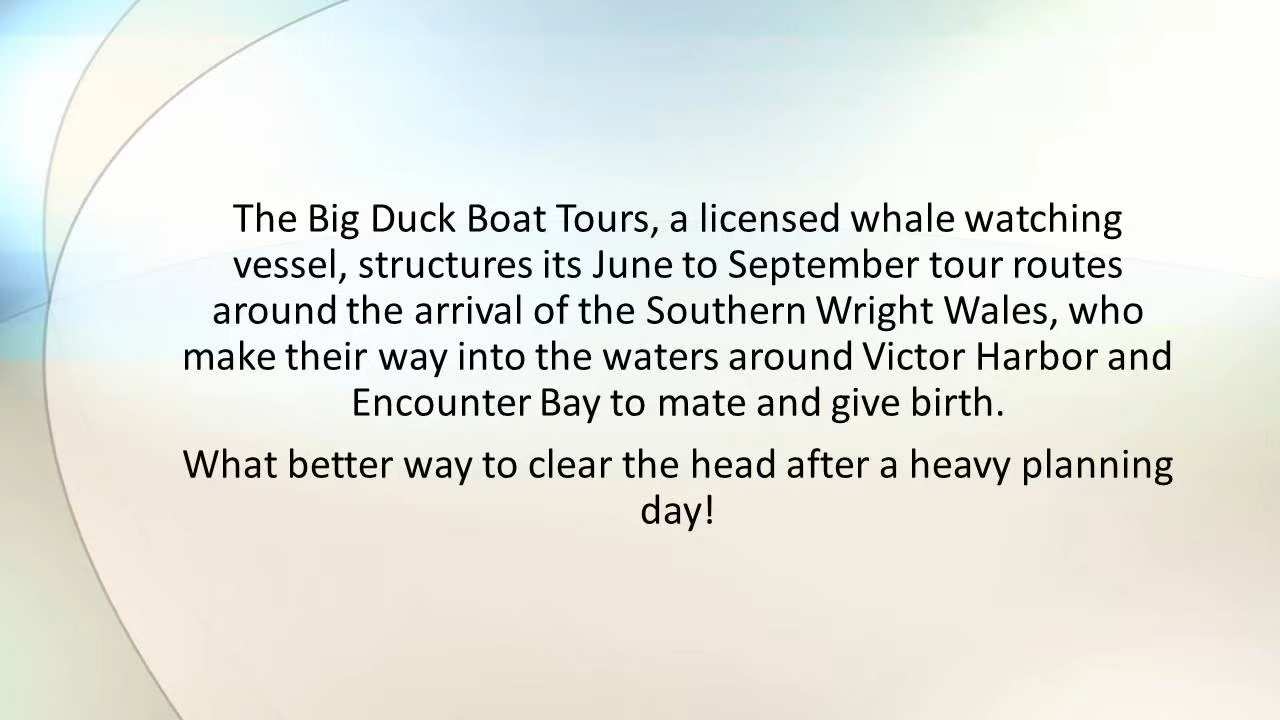 The Big Duck Boat Tours, a licensed whale watching
vessel, structures its June to September tour routes
around the arrival of the Southern Wright Wales, who
make their way into the waters around Victor Harbor and
Encounter Bay to mate and give birth.
What better way to clear the head after a heavy planning
day!